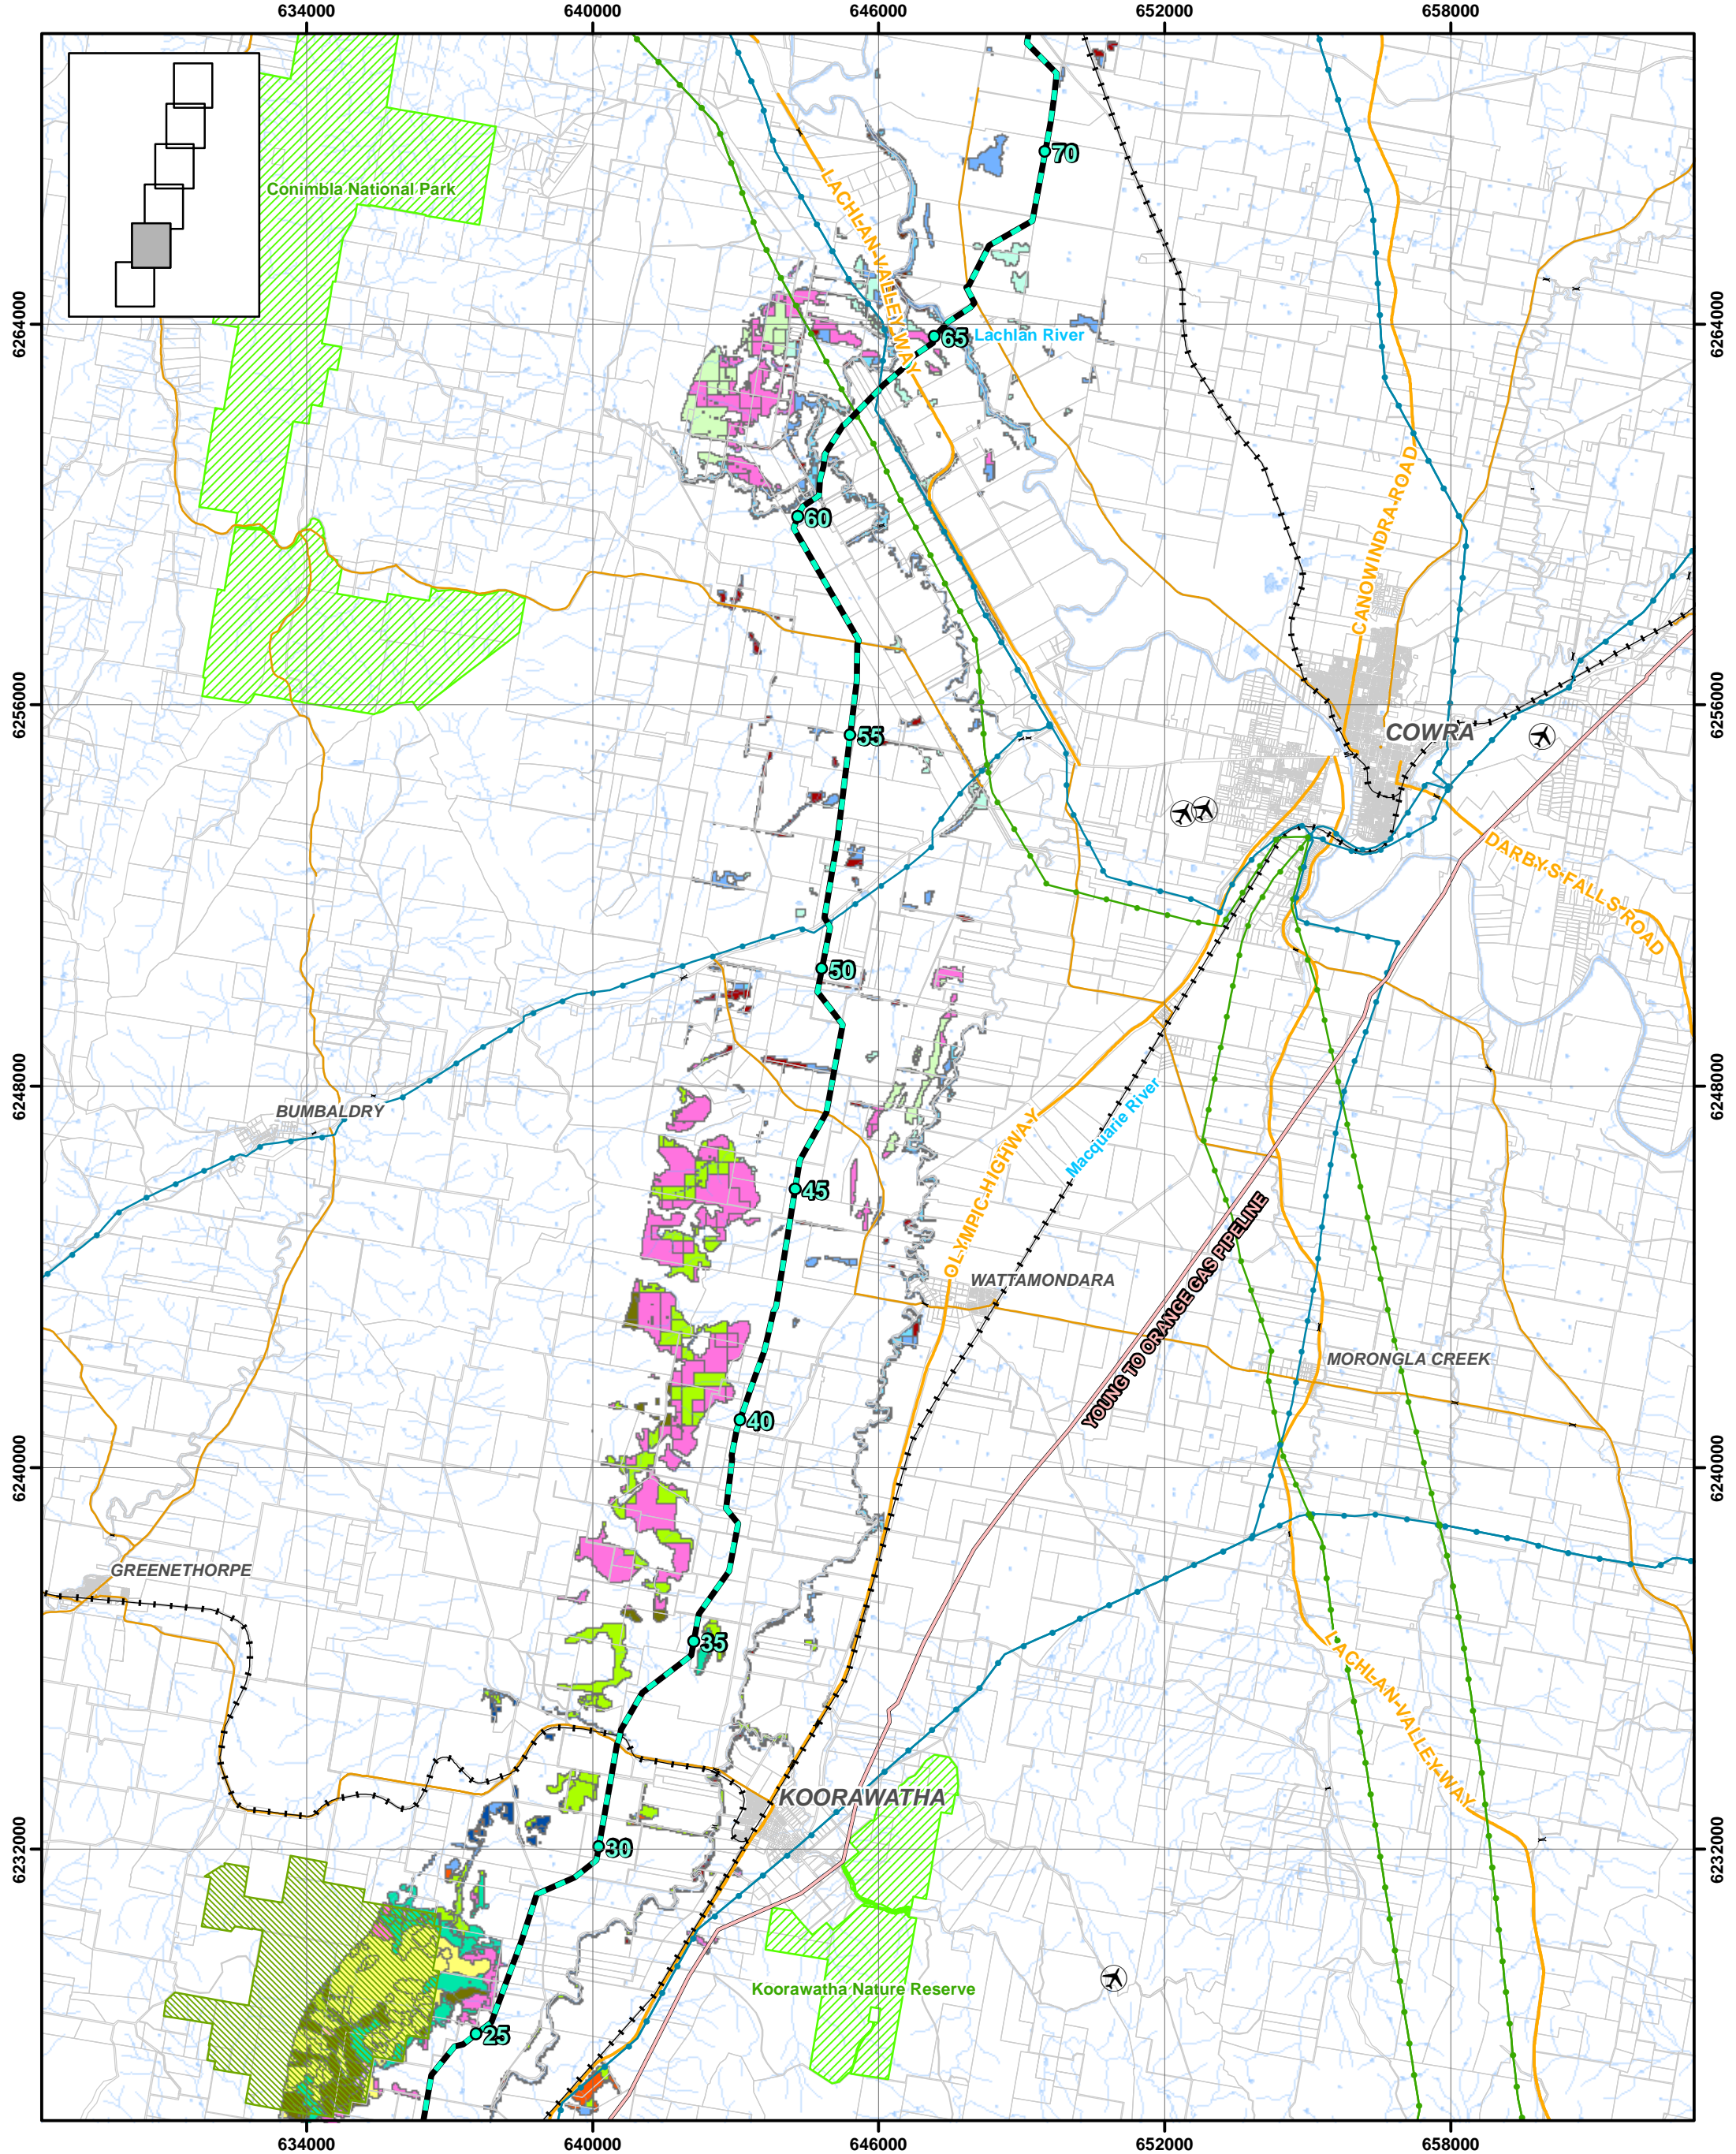 634000 640000 646000 652000 658000
Conimbla National Park
70
LACHLAN-VALLEY-WAY
6264000 6264000
65
Lachlan River
60
CANOWINDRA-ROAD
6256000 6256000
55
COWRA
DARBY-S-FALLS-ROAD
50
6248000 6248000
BUMBALDRY
Macquarie River
45
OLYMPIC-HIGHWAY
WATTAMONDARA
YOUNG TO ORANGE GAS PIPELINE
MORONGLA CREEK
40
6240000 6240000
GREENETHORPE
35
LACHLAN-VALLEY-WAY
KOORAWATHA
30
6232000 6232000
Koorawatha Nature Reserve
25
634000 640000 646000 652000 658000